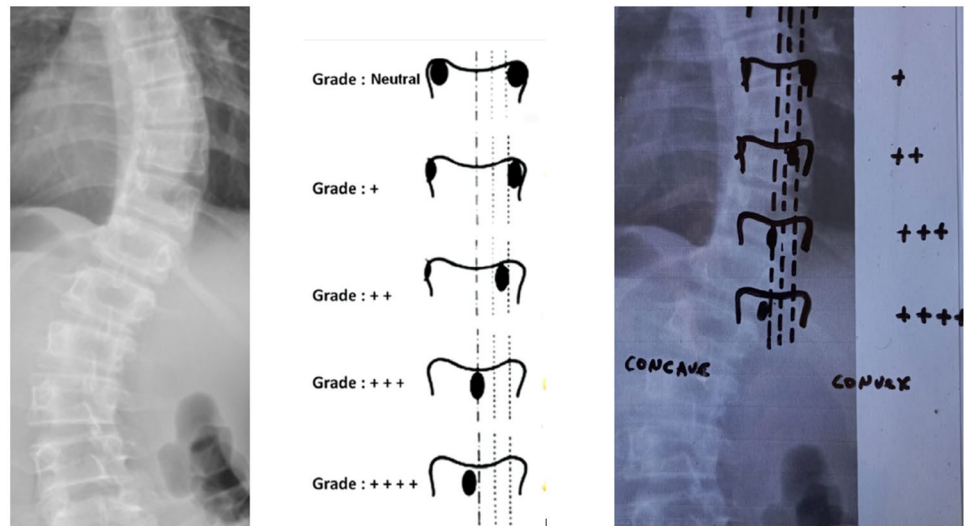 Grade : Neutral
Grade : +
Grade : + +
Grade : + + +
Grade : + + + +
+
++
+++
++++
CONCAVE
CONVEX